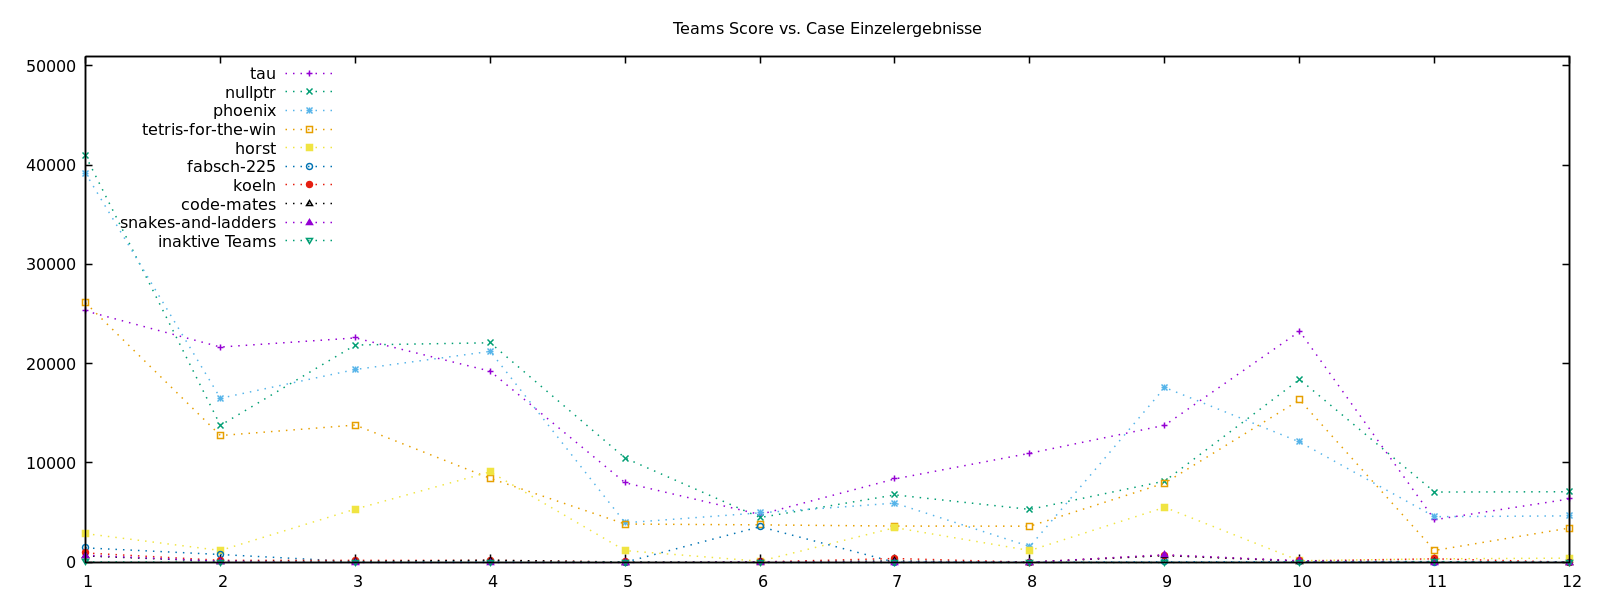 Teams Score vs. Case Einzelergebnisse
50000
40000
30000
20000
10000
0
tau
nullptr
phoenix
tetris-for-the-win
horst
fabsch-225
koeln
code-mates
snakes-and-ladders
inaktive Teams
1 2 3 4 5 6 7 8 9 10 11 12